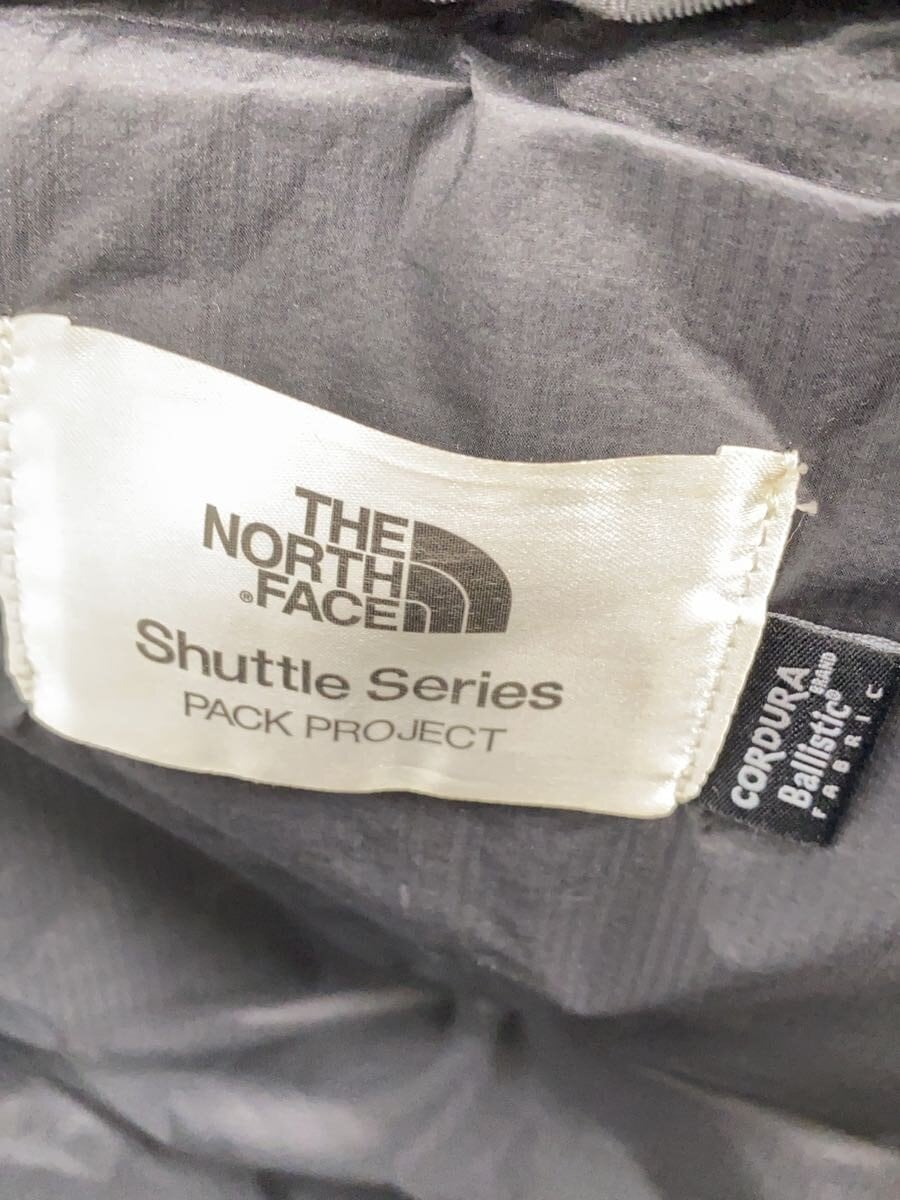 THE
NORTH
®FACE
Shuttle Series
PACK PROJECT
CORDURA
Ballistic®
FABRIC